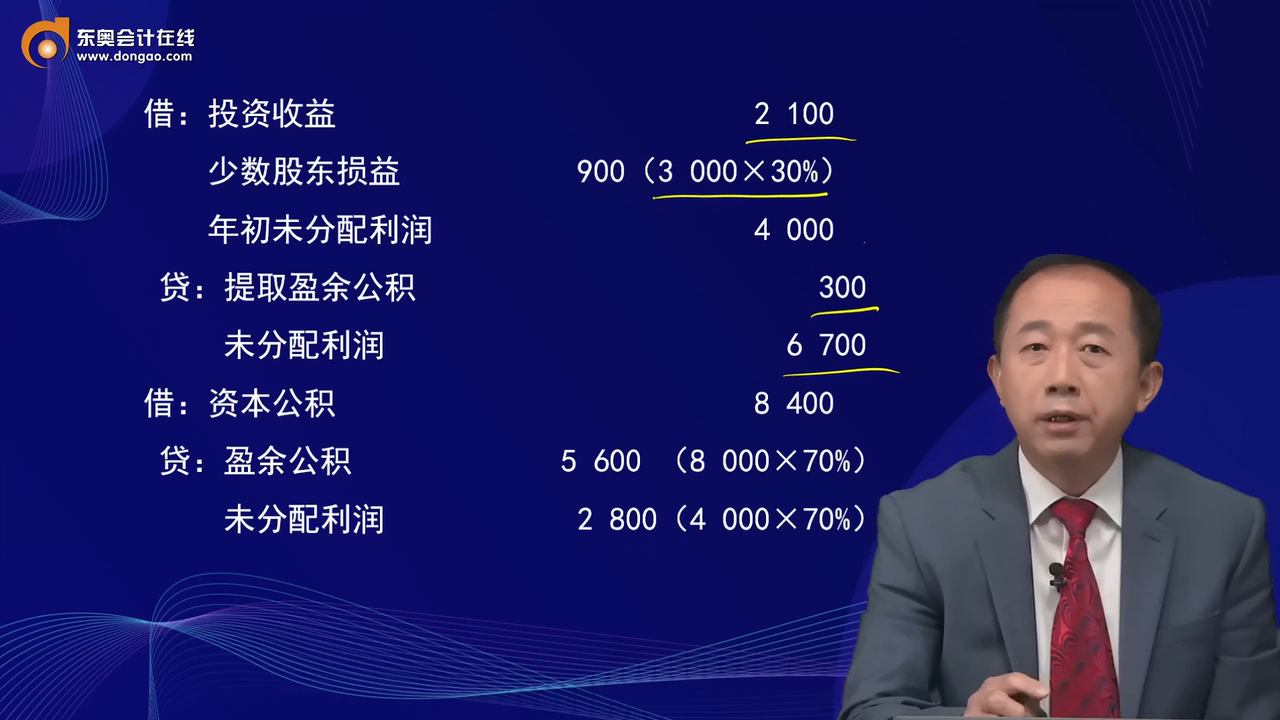 东奥会计在线
www.dongao.com
借：投资收益 2 100
少数股东损益 900（3 000×30%）
年初未分配利润 4 000
贷：提取盈余公积 300
未分配利润 6 700
借：资本公积 8 400
贷：盈余公积 5 600 （8 000×70%）
未分配利润 2 800（4 000×70%）